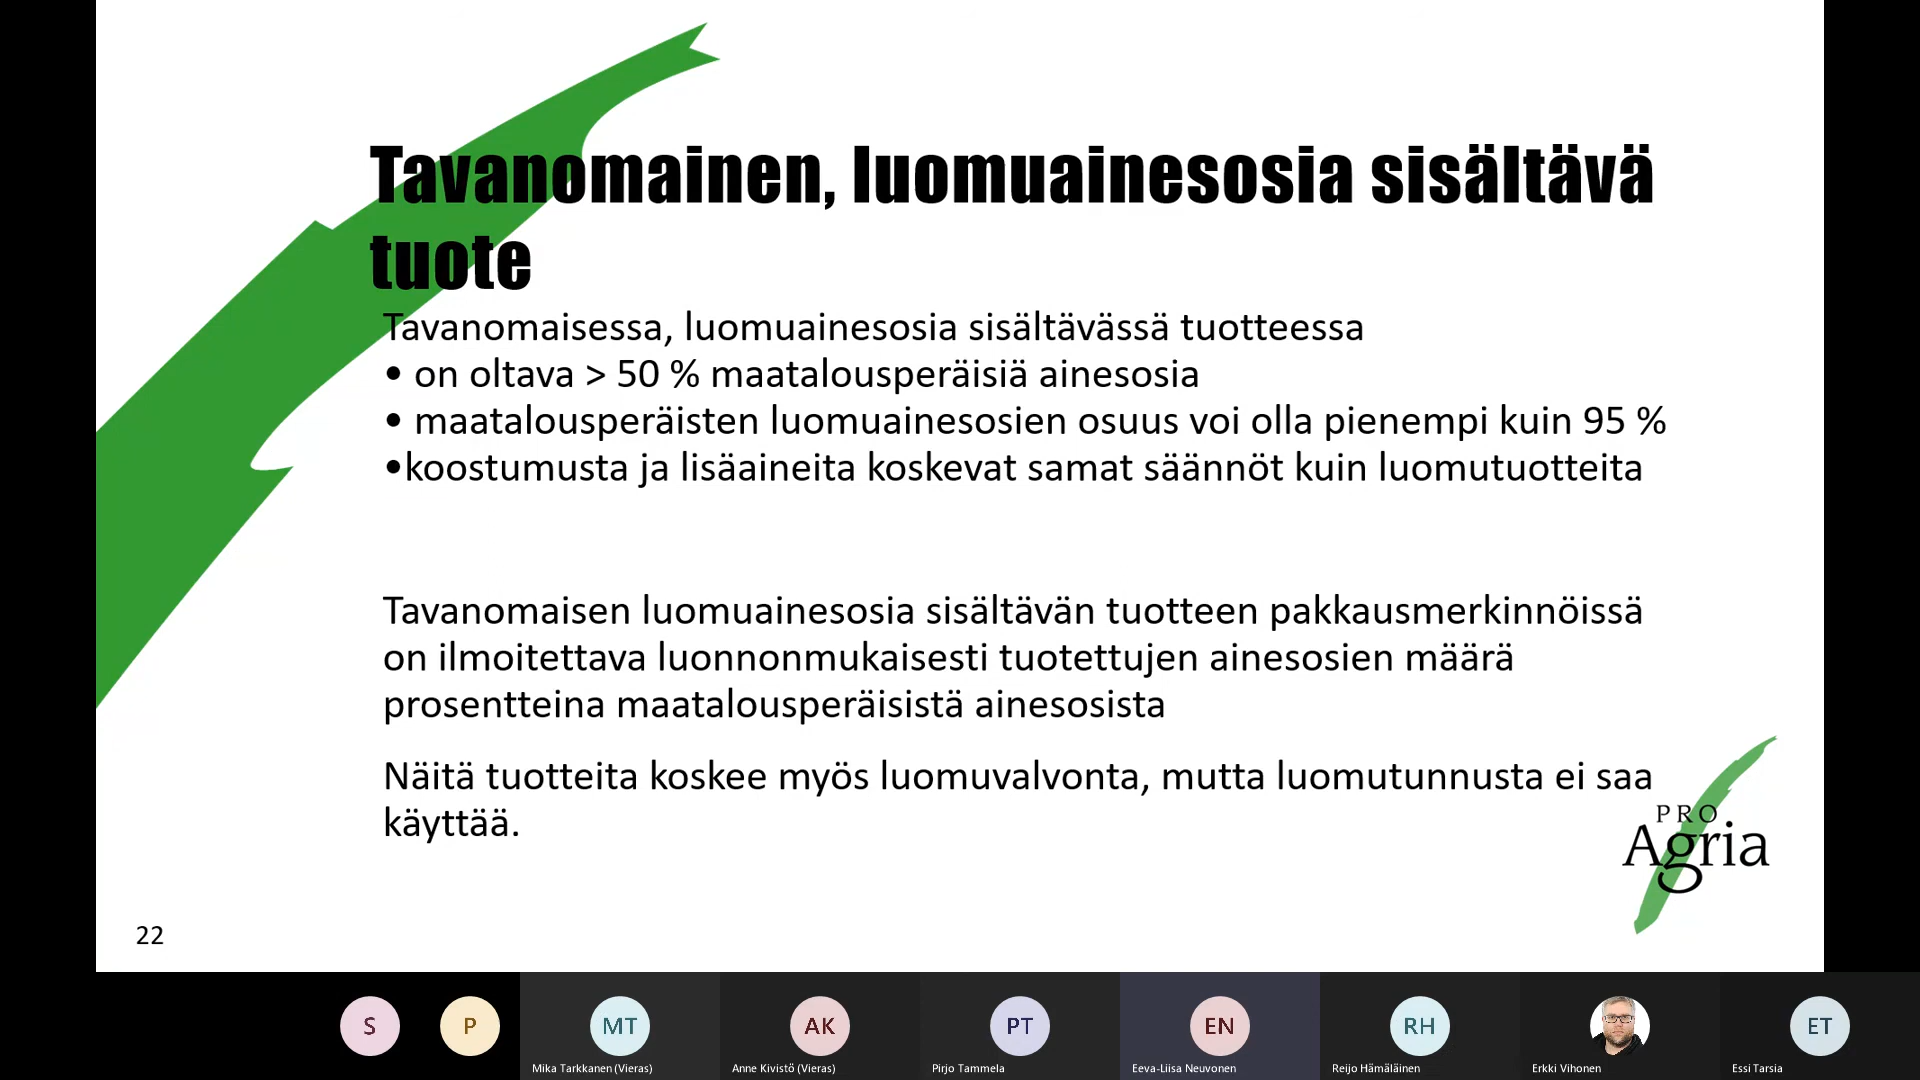 Tavanomainen, luomuainesosia sisältävä
tuote
Tavanomaisessa, luomuainesosia sisältävässä tuotteessa
• on oltava > 50 % maatalousperäisiä ainesosia
• maatalousperäisten luomuainesosien osuus voi olla pienempi kuin 95 %
•koostumusta ja lisäaineita koskevat samat säännöt kuin luomutuotteita
Tavanomaisen luomuainesosia sisältävän tuotteen pakkausmerkinnöissä
on ilmoitettava luonnonmukaisesti tuotettujen ainesosien määrä
prosentteina maatalousperäisistä ainesosista
Näitä tuotteita koskee myös luomuvalvonta, mutta luomutunnusta ei saa
käyttää.
PRO
Agria
22
S
P
MT
AK
PT
EN
RH
ET
Mika Tarkkanen (Vieras)
Anne Kivistö (Vieras)
Pirjo Tammela
Eeva-Liisa Neuvonen
Reijo Hämäläinen
Erkki Vihonen
Essi Tarsia